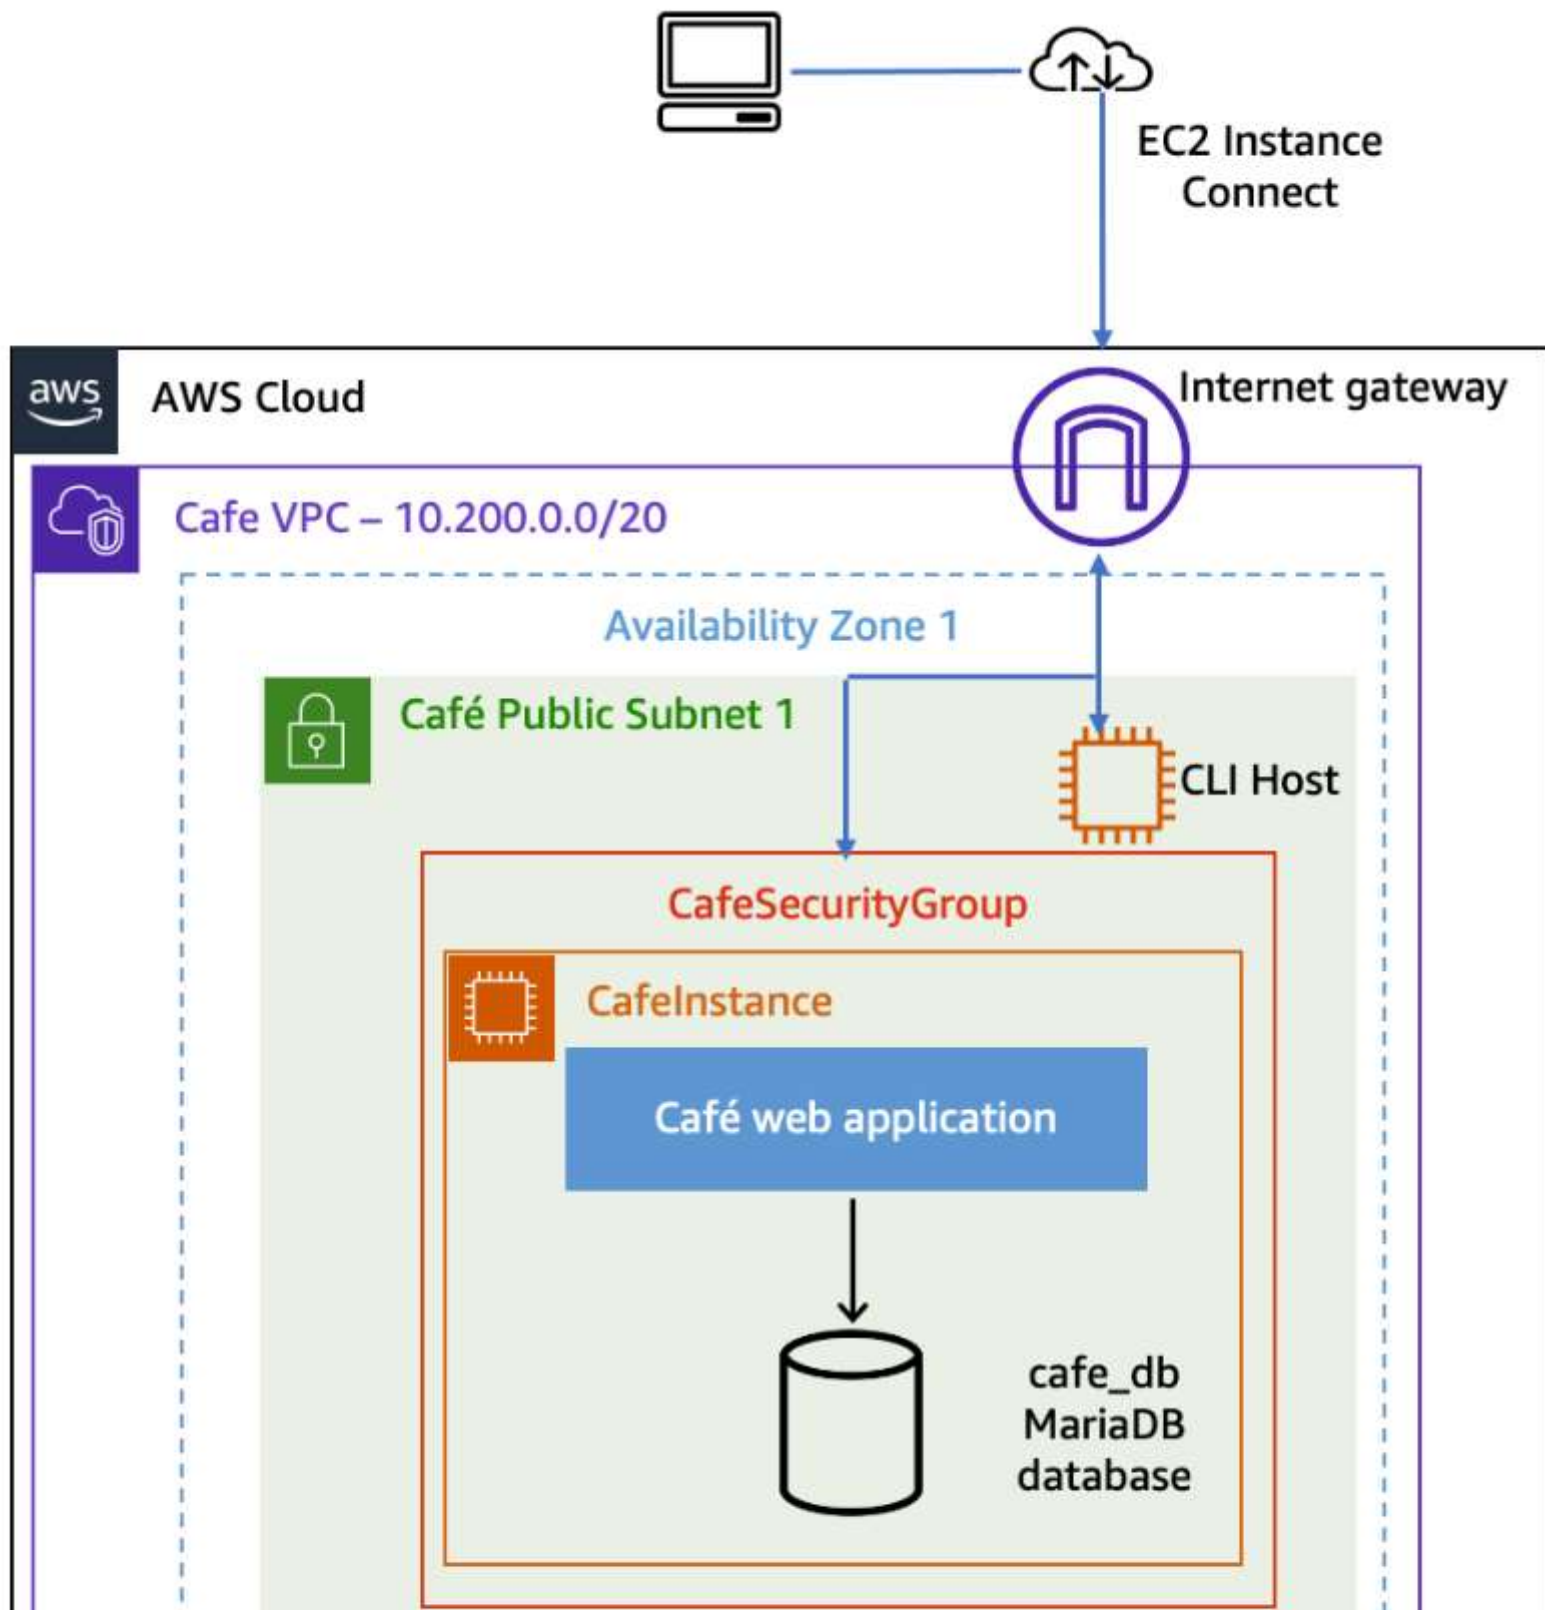 EC2 Instance
Connect
aws
AWS Cloud
Internet gateway
Cafe VPC – 10.200.0.0/20
Availability Zone 1
Café Public Subnet 1
CLI Host
CafeSecurityGroup
CafeInstance
Café web application
cafe_db
MariaDB
database